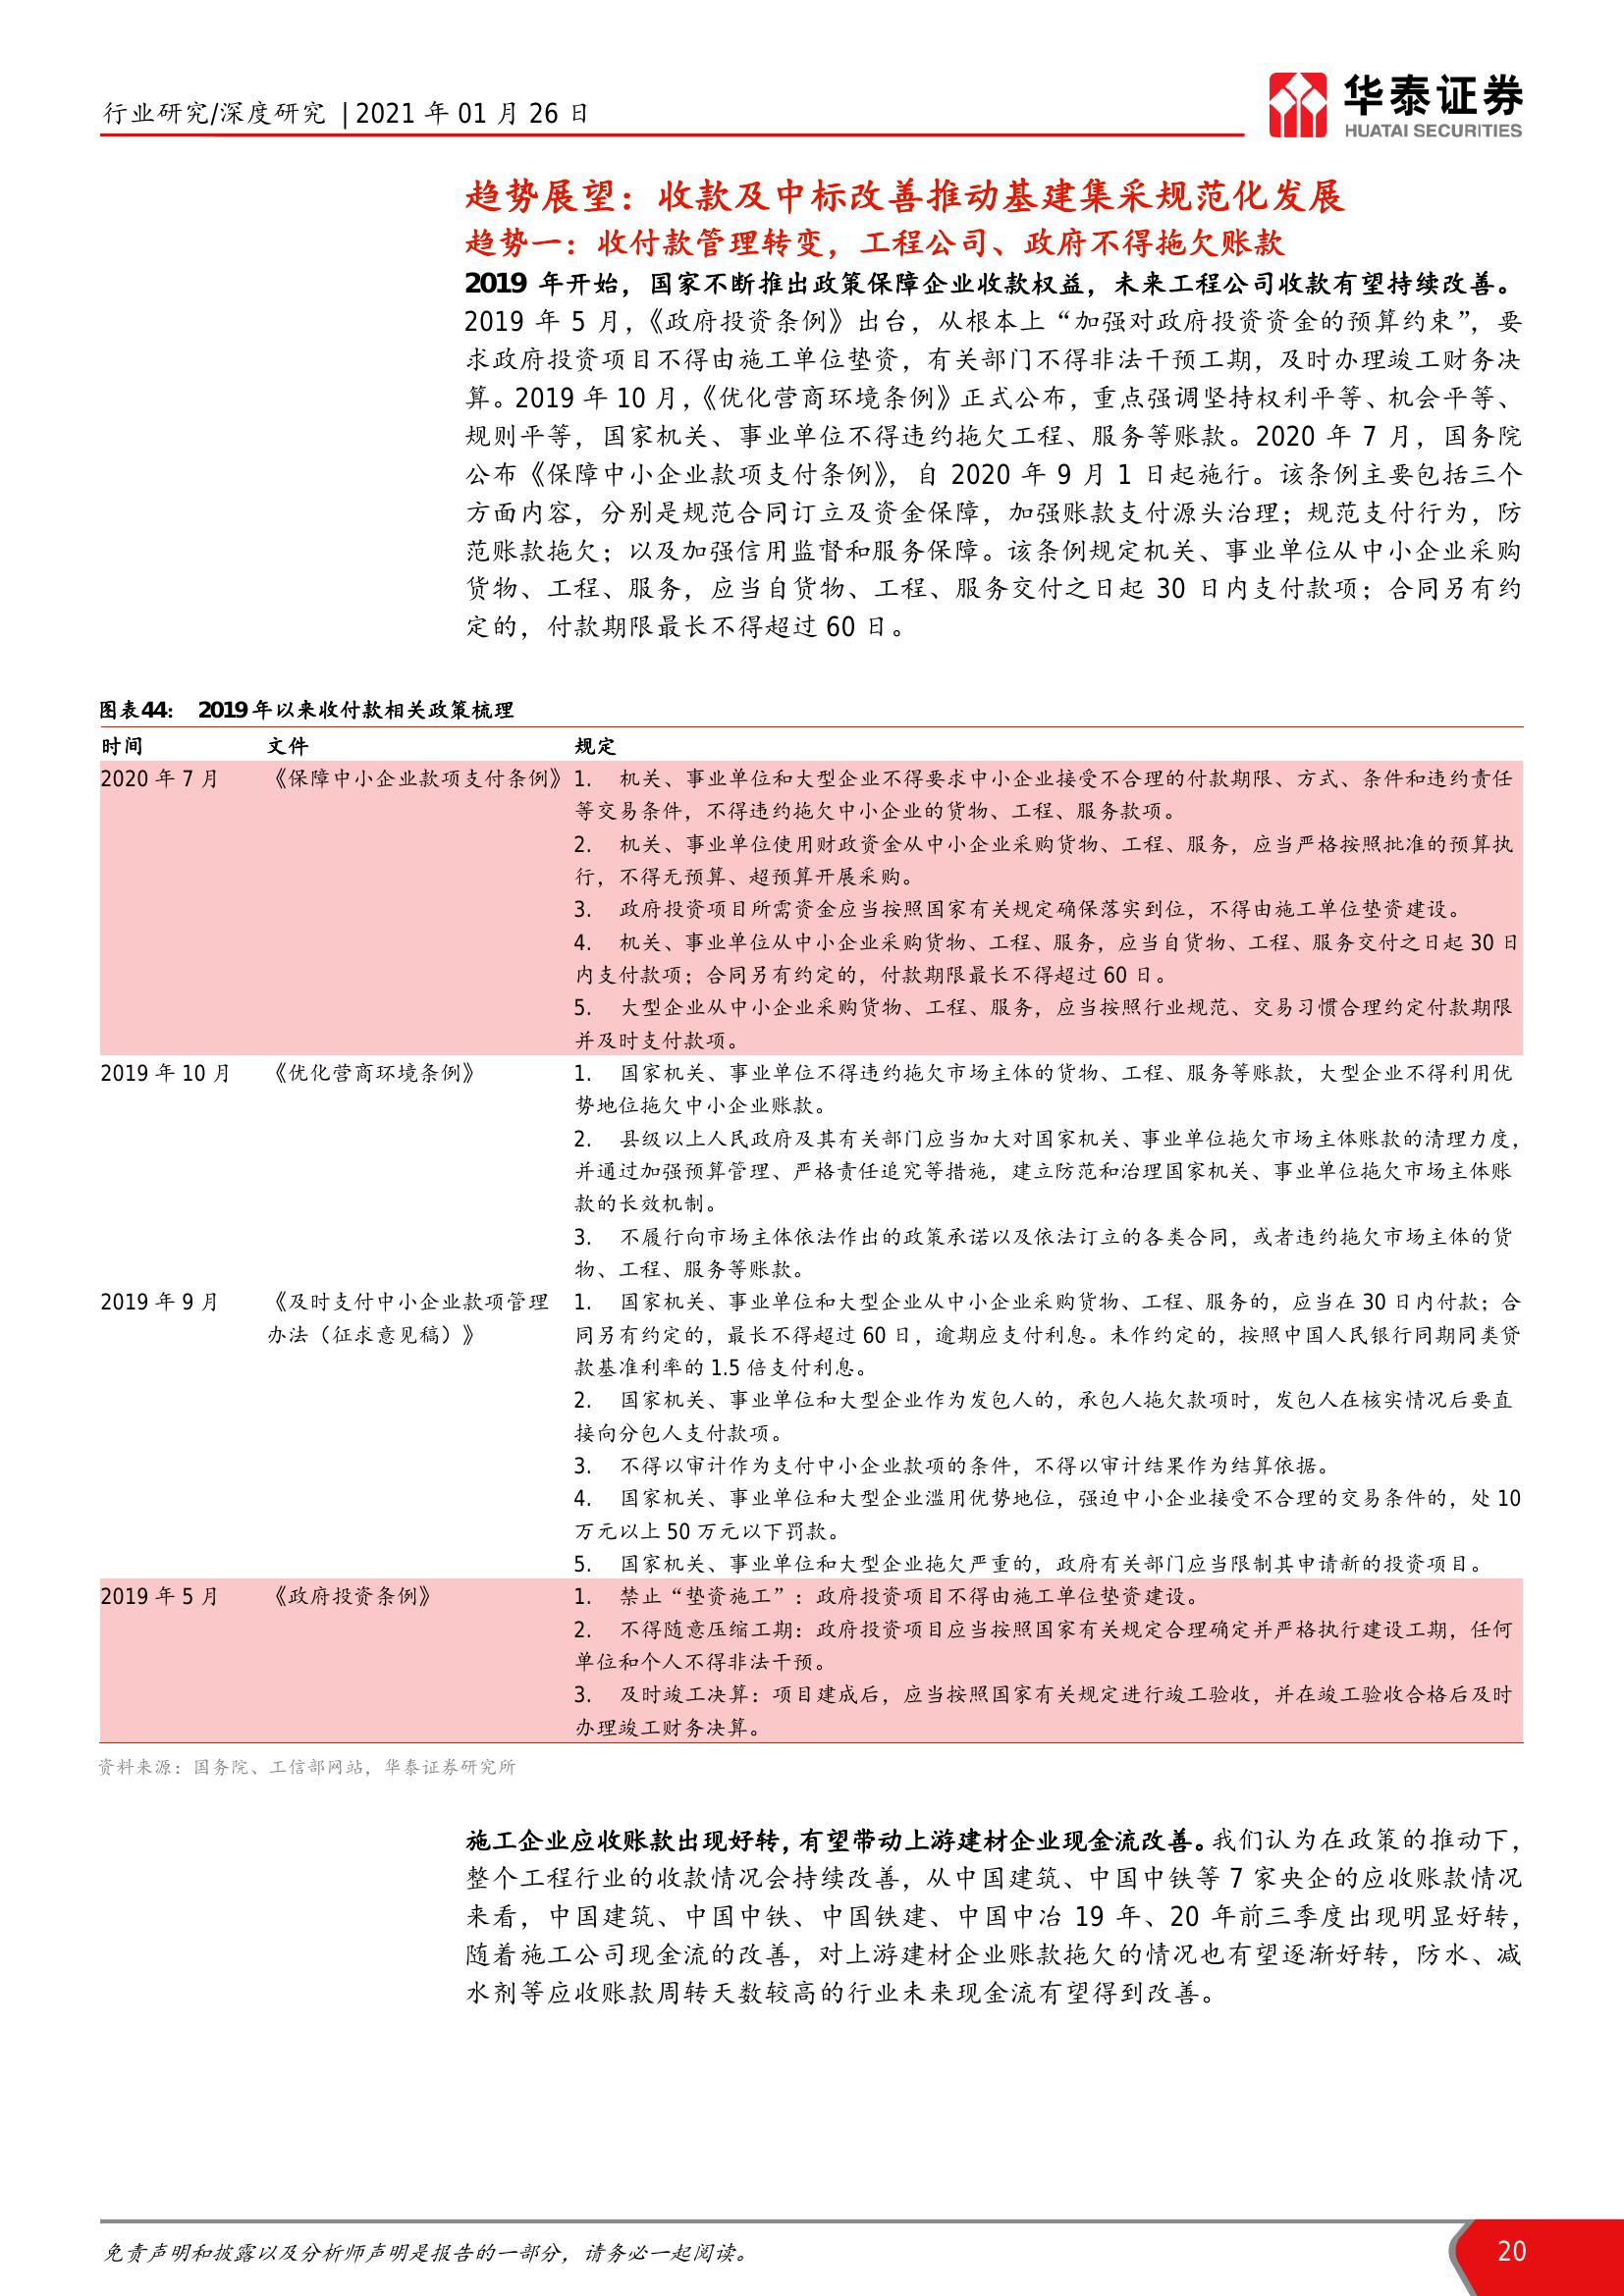 行业研究/深度研究 | 2021 年 01 月 26 日
华泰证券
HUATAI SECURITIES
趋势展望：收款及中标改善推动基建集采规范化发展
趋势一：收付款管理转变，工程公司、政府不得拖欠账款
2019 年开始，国家不断推出政策保障企业收款权益，未来工程公司收款有望持续改善。
2019 年 5 月，《政府投资条例》出台，从根本上“加强对政府投资资金的预算约束”，要
求政府投资项目不得由施工单位垫资，有关部门不得非法干预工期，及时办理竣工财务决
算。2019 年 10 月，《优化营商环境条例》正式公布，重点强调坚持权利平等、机会平等、
规则平等，国家机关、事业单位不得违约拖欠工程、服务等账款。2020 年 7 月，国务院
公布《保障中小企业款项支付条例》，自 2020 年 9 月 1 日起施行。该条例主要包括三个
方面内容，分别是规范合同订立及资金保障，加强账款支付源头治理；规范支付行为，防
范账款拖欠；以及加强信用监督和服务保障。该条例规定机关、事业单位从中小企业采购
货物、工程、服务，应当自货物、工程、服务交付之日起 30 日内支付款项；合同另有约
定的，付款期限最长不得超过 60 日。
图表44： 2019 年以来收付款相关政策梳理
时间 文件 规定
2020 年 7 月 《保障中小企业款项支付条例》 1. 机关、事业单位和大型企业不得要求中小企业接受不合理的付款期限、方式、条件和违约责任
等交易条件，不得违约拖欠中小企业的货物、工程、服务款项。
2. 机关、事业单位使用财政资金从中小企业采购货物、工程、服务，应当严格按照批准的预算执
行，不得无预算、超预算开展采购。
3. 政府投资项目所需资金应当按照国家有关规定确保落实到位，不得由施工单位垫资建设。
4. 机关、事业单位从中小企业采购货物、工程、服务，应当自货物、工程、服务交付之日起 30 日
内支付款项；合同另有约定的，付款期限最长不得超过 60 日。
5. 大型企业从中小企业采购货物、工程、服务，应当按照行业规范、交易习惯合理约定付款期限
并及时支付款项。
2019 年 10 月 《优化营商环境条例》 1. 国家机关、事业单位不得违约拖欠市场主体的货物、工程、服务等账款，大型企业不得利用优
势地位拖欠中小企业账款。
2. 县级以上人民政府及其有关部门应当加大对国家机关、事业单位拖欠市场主体账款的清理力度，
并通过加强预算管理、严格责任追究等措施，建立防范和治理国家机关、事业单位拖欠市场主体账
款的长效机制。
3. 不履行向市场主体依法作出的政策承诺以及依法订立的各类合同，或者违约拖欠市场主体的货
物、工程、服务等账款。
2019 年 9 月 《及时支付中小企业款项管理 1. 国家机关、事业单位和大型企业从中小企业采购货物、工程、服务的，应当在 30 日内付款；合
办法（征求意见稿）》 同另有约定的，最长不得超过 60 日，逾期应支付利息。未作约定的，按照中国人民银行同期同类贷
款基准利率的 1.5 倍支付利息。
2. 国家机关、事业单位和大型企业作为发包人的，承包人拖欠款项时，发包人在核实情况后要直
接向分包人支付款项。
3. 不得以审计作为支付中小企业款项的条件，不得以审计结果作为结算依据。
4. 国家机关、事业单位和大型企业滥用优势地位，强迫中小企业接受不合理的交易条件的，处 10
万元以上 50 万元以下罚款。
5. 国家机关、事业单位和大型企业拖欠严重的，政府有关部门应当限制其申请新的投资项目。
2019 年 5 月 《政府投资条例》 1. 禁止“垫资施工”：政府投资项目不得由施工单位垫资建设。
2. 不得随意压缩工期：政府投资项目应当按照国家有关规定合理确定并严格执行建设工期，任何
单位和个人不得非法干预。
3. 及时竣工决算：项目建成后，应当按照国家有关规定进行竣工验收，并在竣工验收合格后及时
办理竣工财务决算。
资料来源：国务院、工信部网站，华泰证券研究所
施工企业应收账款出现好转，有望带动上游建材企业现金流改善。我们认为在政策的推动下，
整个工程行业的收款情况会持续改善，从中国建筑、中国中铁等 7 家央企的应收账款情况
来看，中国建筑、中国中铁、中国铁建、中国中冶 19 年、20 年前三季度出现明显好转，
随着施工公司现金流的改善，对上游建材企业账款拖欠的情况也有望逐渐好转，防水、减
水剂等应收账款周转天数较高的行业未来现金流有望得到改善。
免责声明和披露以及分析师声明是报告的一部分，请务必一起阅读。
20